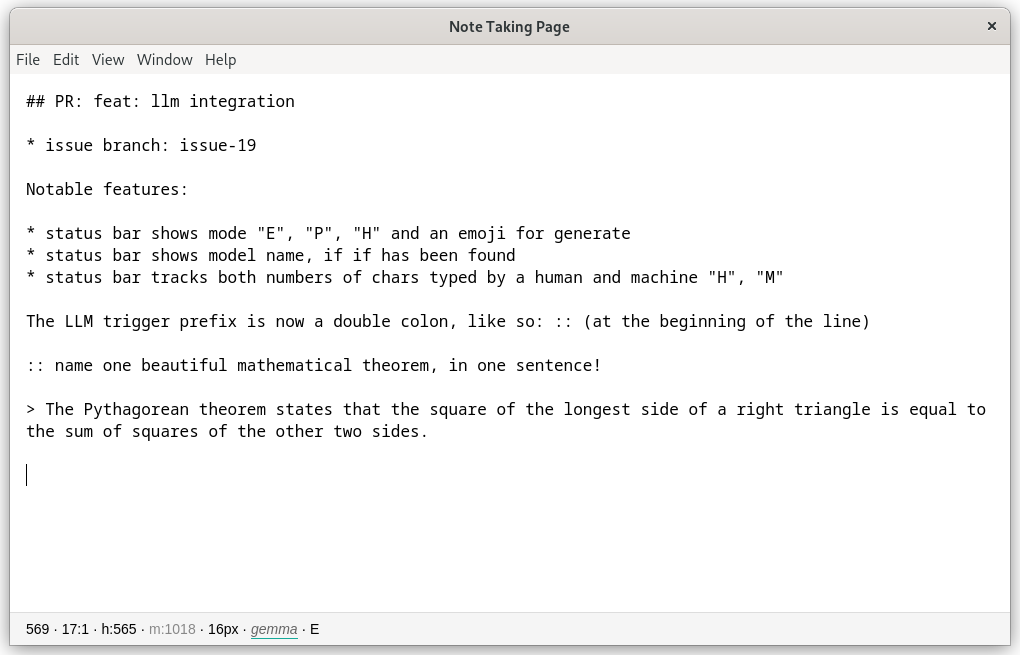 Note Taking Page ×
File Edit View Window Help
## PR: feat: llm integration
* issue branch: issue-19
Notable features:
* status bar shows mode "E", "P", "H" and an emoji for generate
* status bar shows model name, if if has been found
* status bar tracks both numbers of chars typed by a human and machine "H", "M"
The LLM trigger prefix is now a double colon, like so: :: (at the beginning of the line)
:: name one beautiful mathematical theorem, in one sentence!
> The Pythagorean theorem states that the square of the longest side of a right triangle is equal to
the sum of squares of the other two sides.
569 · 17:1 · h:565 · m:1018 · 16px · gemma · E